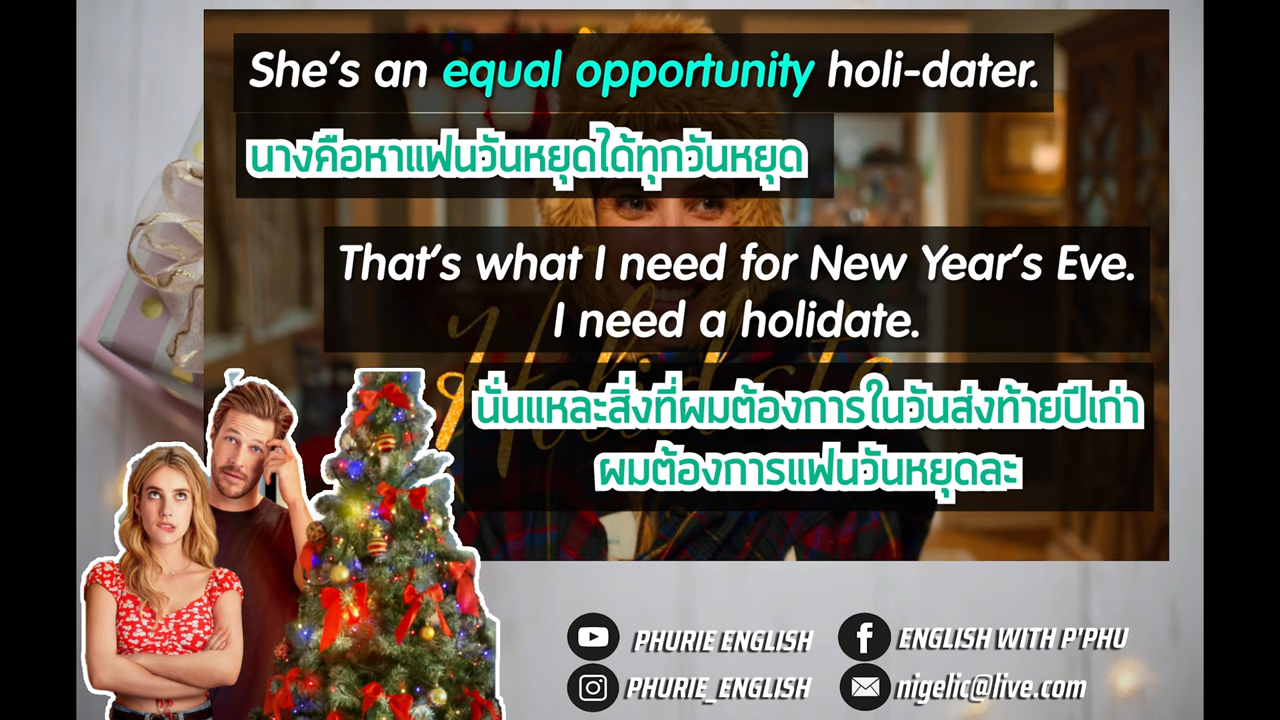 She's an equal opportunity holi-dater.
นางคือหาแฟนวันหยุดได้ทุกวันหยุด
That's what I need for New Year's Eve.
I need a holidate.
Holidate
นั่นแหละสิ่งที่ผมต้องการในวันส่งท้ายปีเก่า
ผมต้องการแฟนวันหยุดละ
PHURIE ENGLISH
ENGLISH WITH P'PHU
PHURIE_ENGLISH
nigelic@live.com